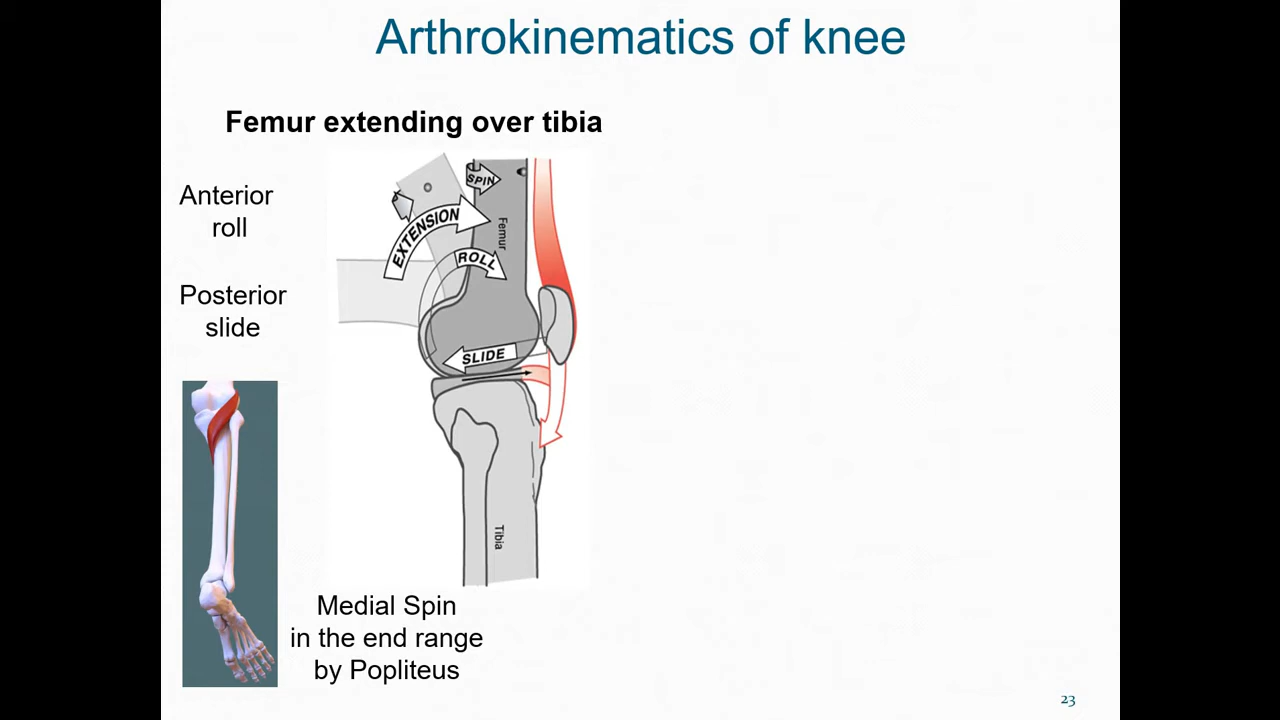 Arthrokinematics of knee
Femur extending over tibia
Anterior
roll
Posterior
slide
SPIN
EXTENSION
Femur
ROLL
SLIDE
Tibia
Medial Spin
in the end range
by Popliteus
23